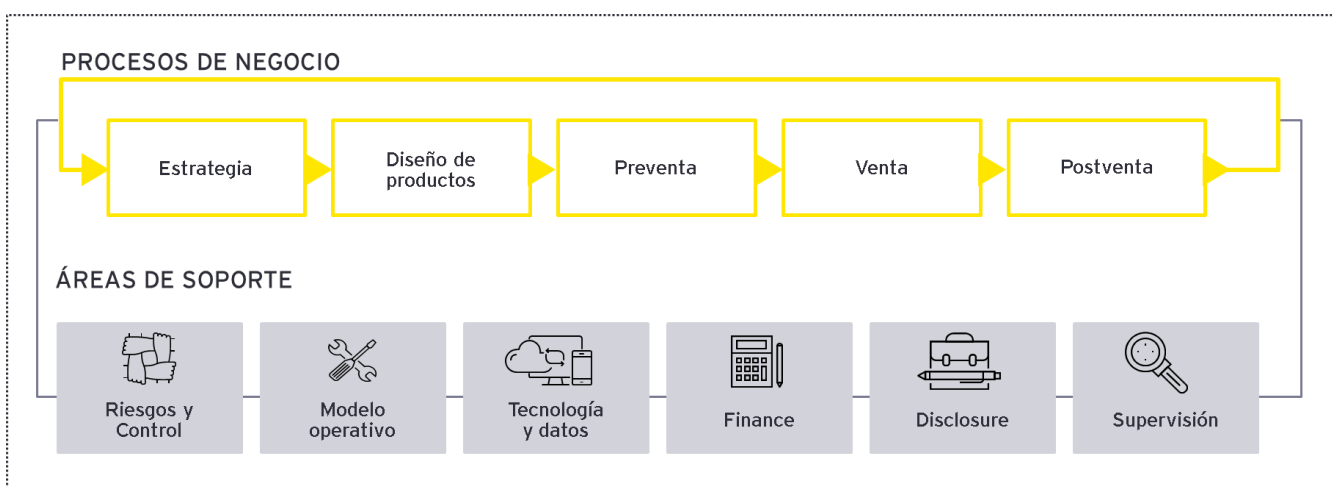 PROCESOS DE NEGOCIO
Estrategia
Diseño de
productos
Preventa
Venta
Postventa
ÁREAS DE SOPORTE
Riesgos y
Control
Modelo
operativo
Tecnología
y datos
Finance
Disclosure
Supervisión